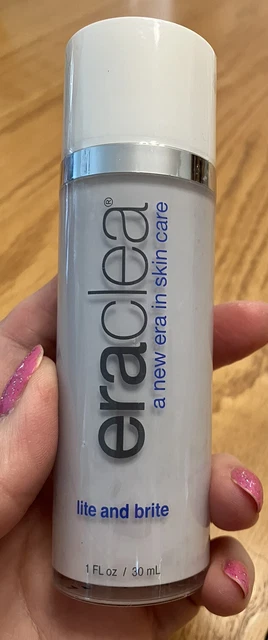 eraclea®
a new era in skin care
lite and brite
1 FL oz / 30 mL